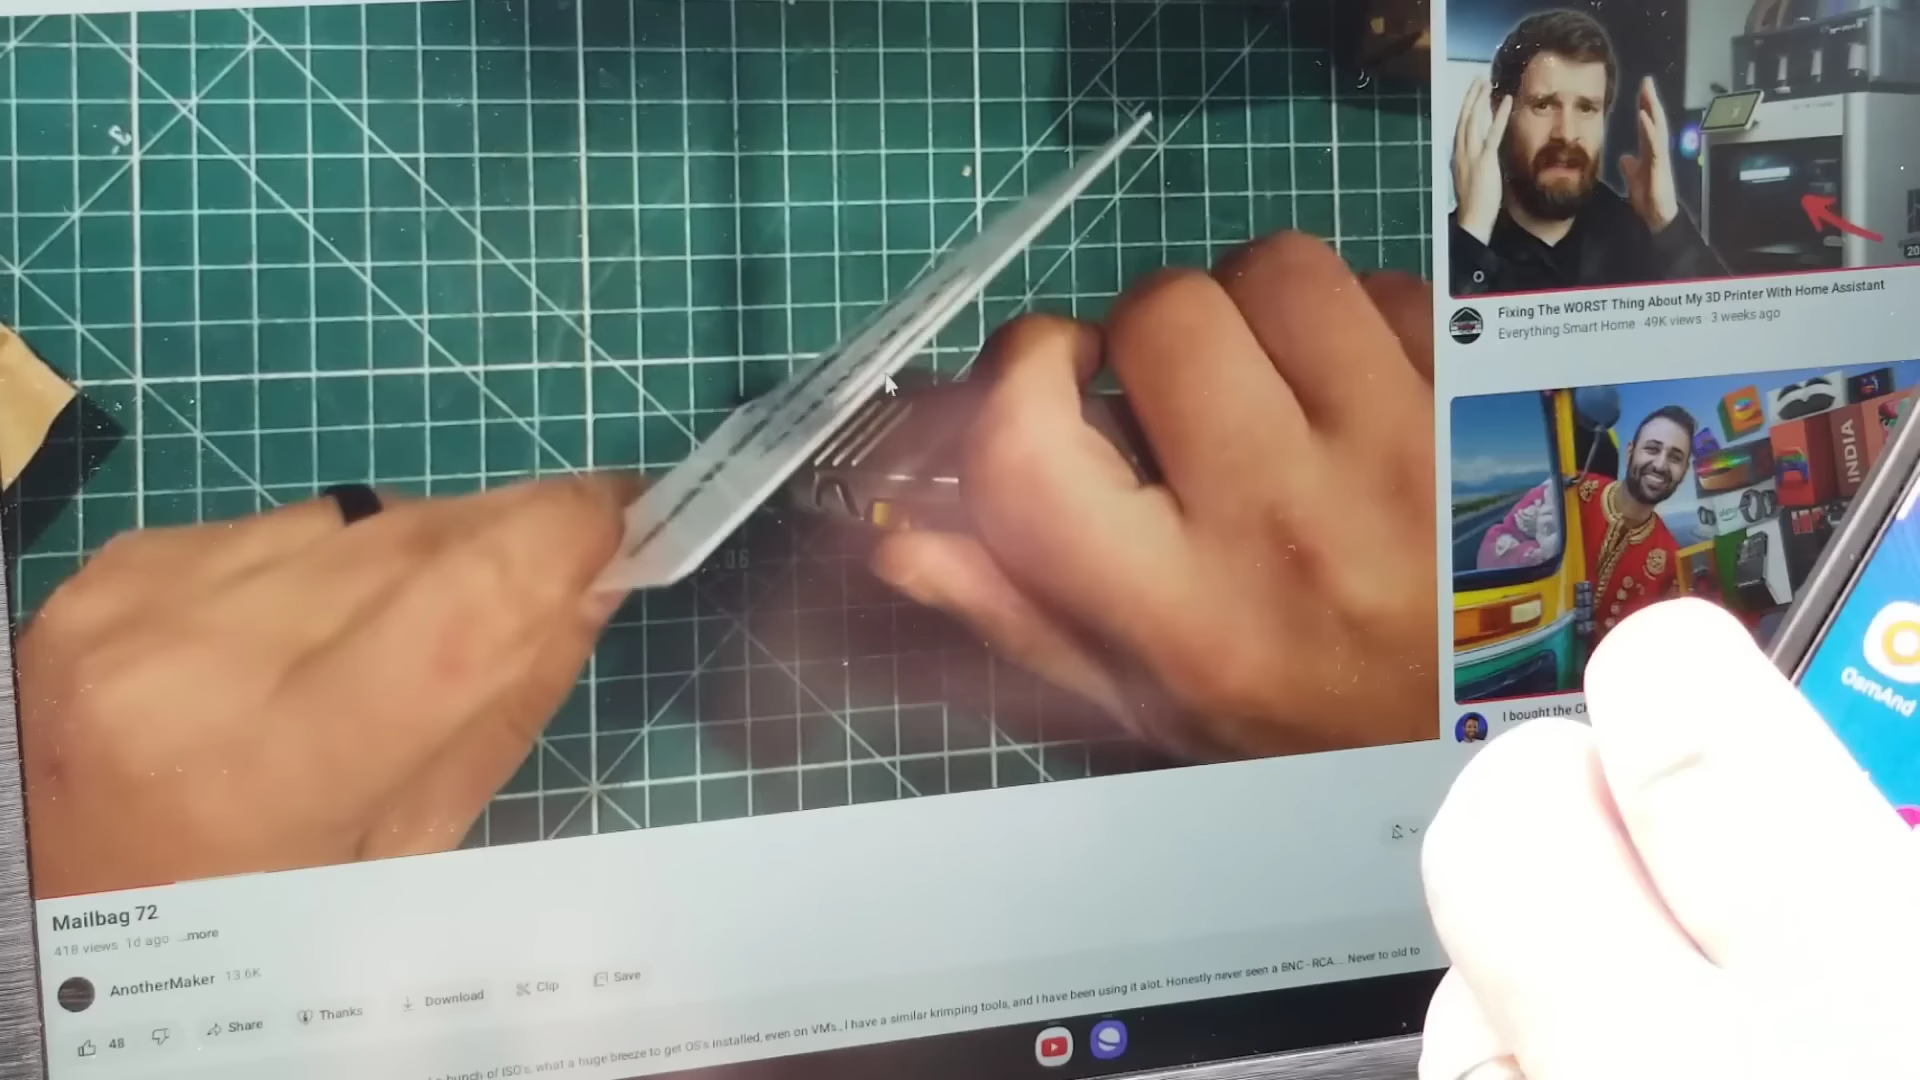 Fixing The WORST Thing About My 3D Printer With Home Assistant
Everything Smart Home 49K views · 3 weeks ago
INDIA
I bought the
OsmAnd
06
Mailbag 72
418 views 1d ago ...more
AnotherMaker 13.6K
48 Share Thanks Download Clip Save
bunch of ISO's, what a huge breeze to get OS's installed, even on VM's, I have a similar krimping tools, and I have been using it alot. Honestly never seen a BNC - RCA... Never to old to